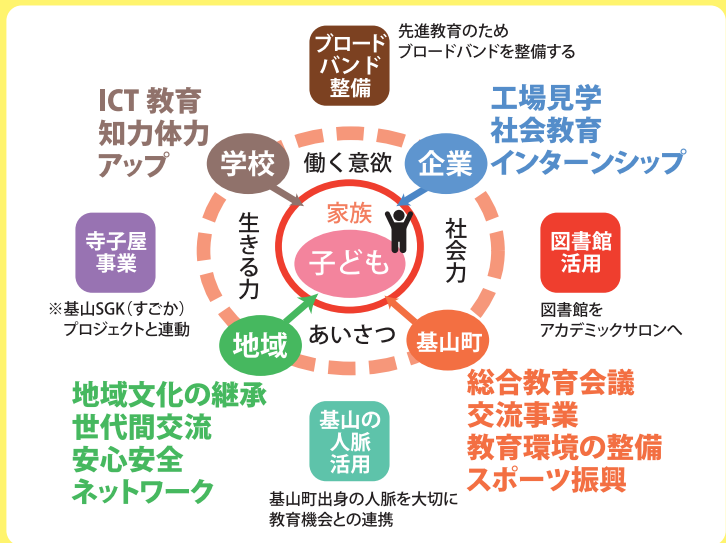 ブロード
バンド
整備
先進教育のため
ブロードバンドを整備する
ICT 教育
知力体力
アップ
学校
働く意欲
企業
工場見学
社会教育
インターンシップ
寺子屋
事業
※基山SGK（すごか）
プロジェクトと連動
生きる力
家族
子ども
社会力
図書館
活用
図書館を
アカデミックサロンへ
地域
あいさつ
基山町
地域文化の継承
世代間交流
安心安全
ネットワーク
基山の
人脈
活用
基山町出身の人脈を大切に
教育機会との連携
総合教育会議
交流事業
教育環境の整備
スポーツ振興